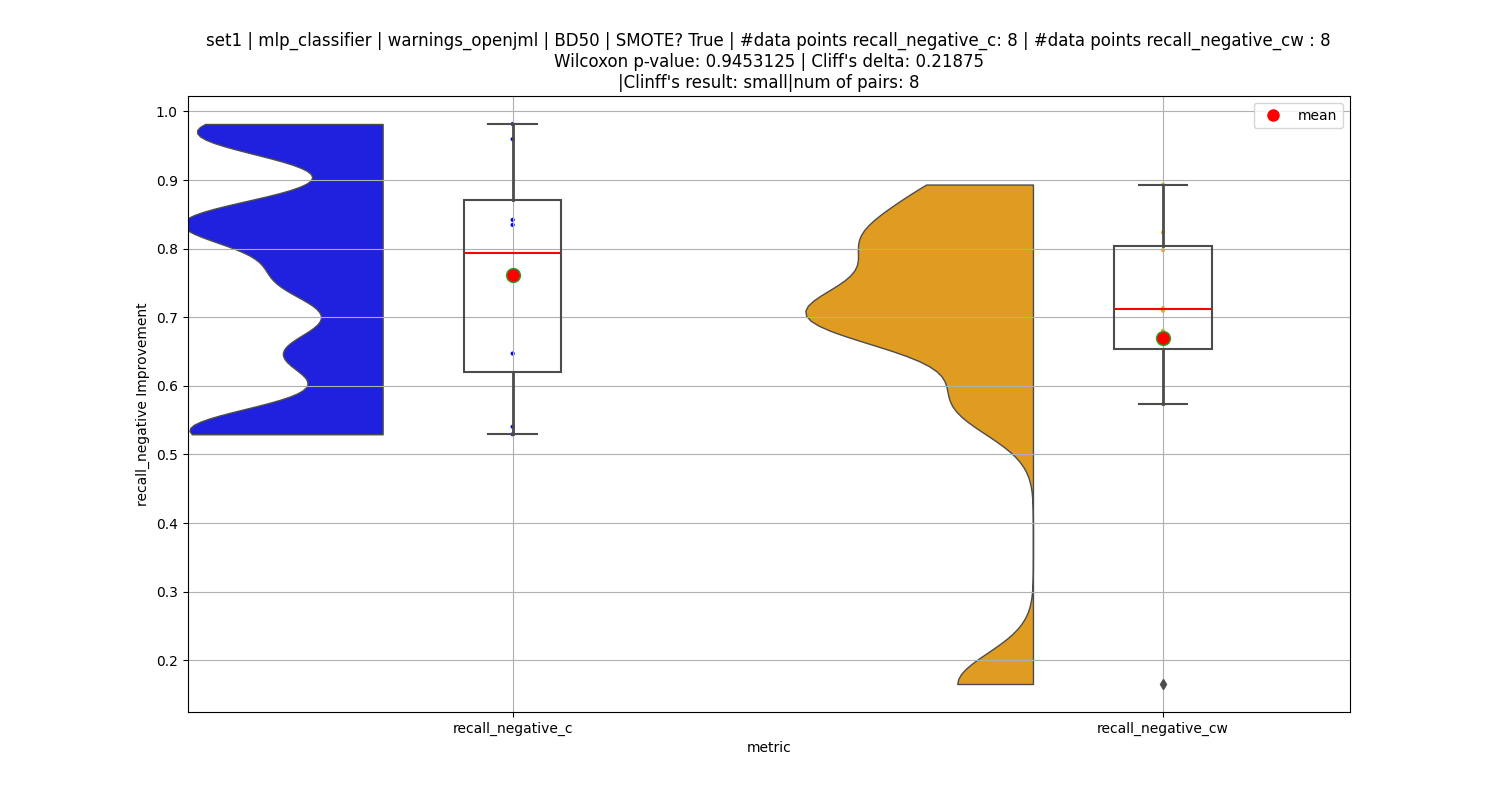 set1 | mlp_classifier | warnings_openjml | BD50 | SMOTE? True | #data points recall_negative_c: 8 | #data points recall_negative_cw : 8
Wilcoxon p-value: 0.9453125 | Cliff's delta: 0.21875
|Clinff's result: small|num of pairs: 8
mean
1.0
0.9
0.8
0.7
0.6
0.5
0.4
0.3
0.2
recall_negative Improvement
recall_negative_c
recall_negative_cw
metric